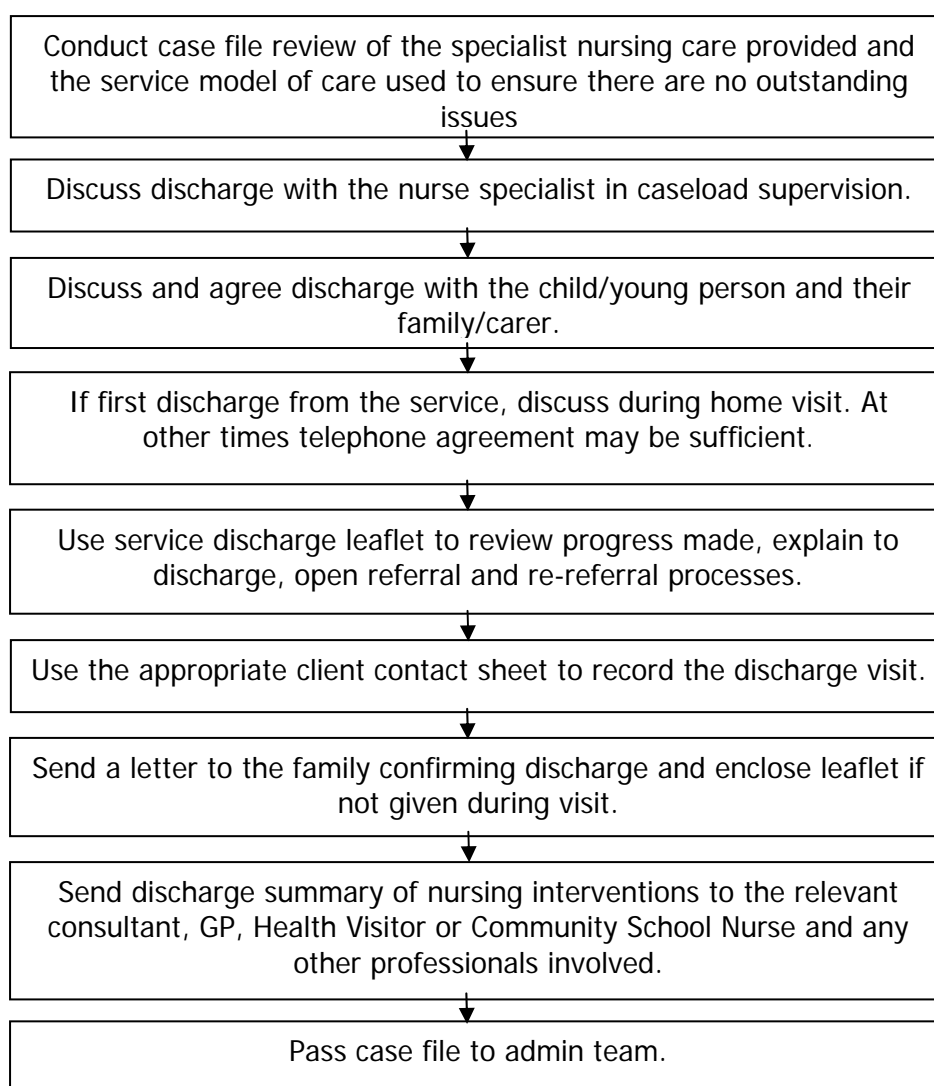 Conduct case file review of the specialist nursing care provided and
the service model of care used to ensure there are no outstanding
issues
Discuss discharge with the nurse specialist in caseload supervision.
Discuss and agree discharge with the child/young person and their
family/carer.
If first discharge from the service, discuss during home visit. At
other times telephone agreement may be sufficient.
Use service discharge leaflet to review progress made, explain to
discharge, open referral and re-referral processes.
Use the appropriate client contact sheet to record the discharge visit.
Send a letter to the family confirming discharge and enclose leaflet if
not given during visit.
Send discharge summary of nursing interventions to the relevant
consultant, GP, Health Visitor or Community School Nurse and any
other professionals involved.
Pass case file to admin team.